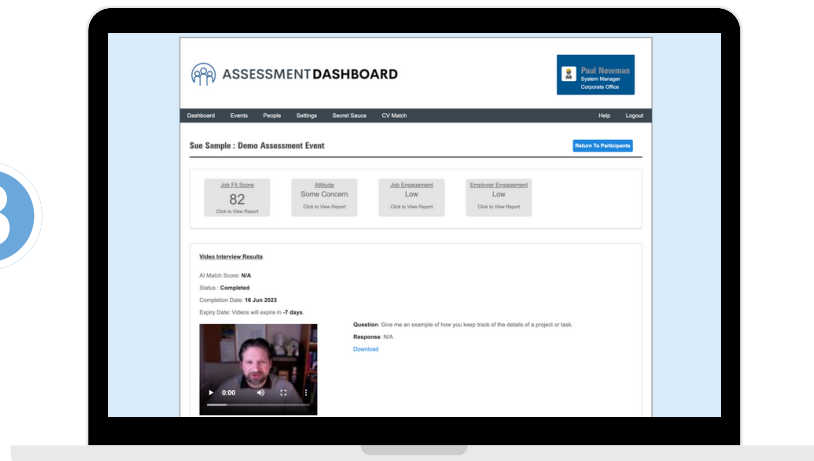 ASSESSMENT DASHBOARD
Paul Newman
System Manager
Corporate Office
Dashboard Events People Settings Secret Sauce CV Match Help Logout
Sue Sample : Demo Assessment Event
Return To Participants
Job Fit Score
82
Click to View Report
Attitude
Some Concern
Click to View Report
Job Engagement
Low
Click to View Report
Employer Engagement
Low
Click to View Report
Video Interview Results
AI Match Score: N/A
Status : Completed
Completion Date: 16 Jun 2023
Expiry Date: Videos will expire in -7 days.
Question: Give me an example of how you keep track of the details of a project or task.
Response: N/A
Download
0:00